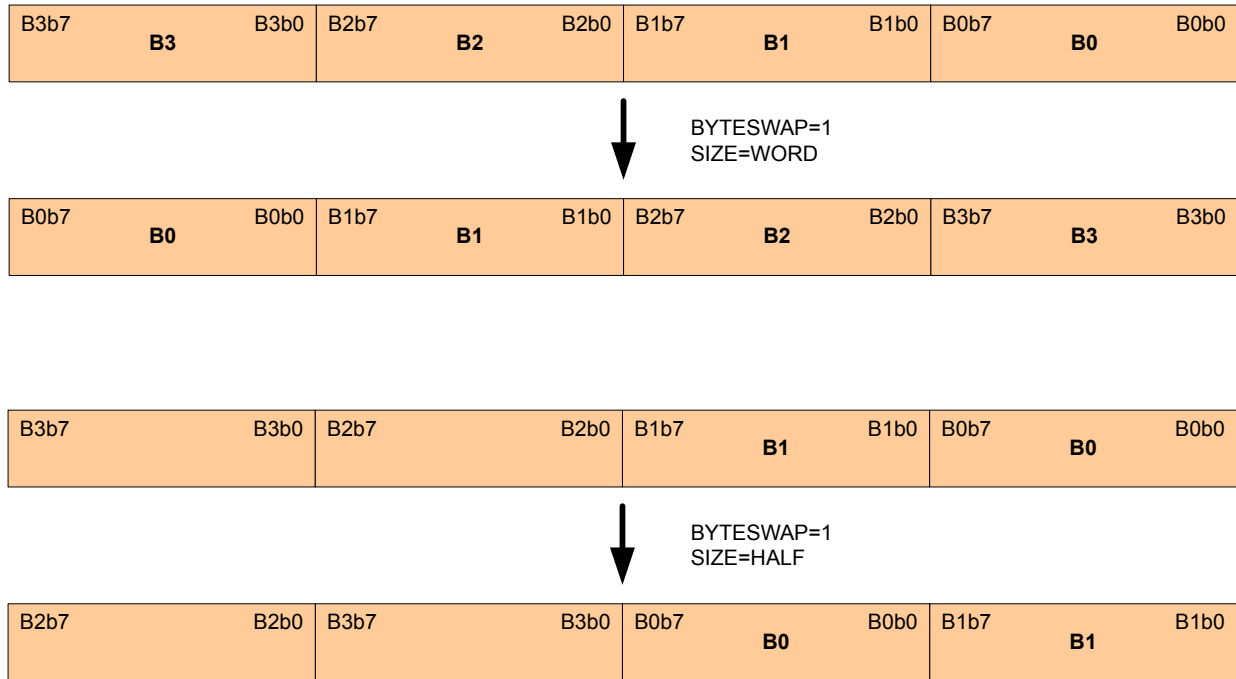 B3b7 B3 B3b0 B2b7 B2 B2b0 B1b7 B1 B1b0 B0b7 B0 B0b0
BYTESWAP=1
SIZE=WORD
B0b7 B0 B0b0 B1b7 B1 B1b0 B2b7 B2 B2b0 B3b7 B3 B3b0
B3b7 B3b0 B2b7 B2b0 B1b7 B1 B1b0 B0b7 B0 B0b0
BYTESWAP=1
SIZE=HALF
B2b7 B2b0 B3b7 B3b0 B0b7 B0 B0b0 B1b7 B1 B1b0